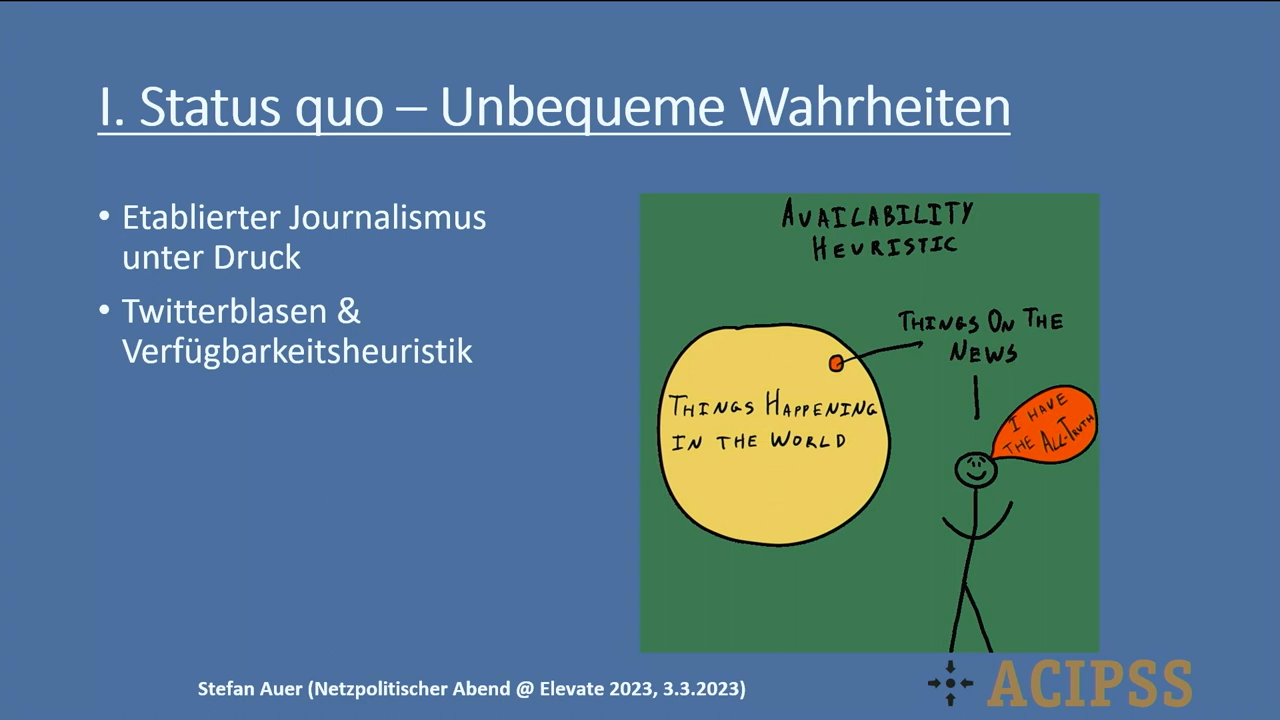 I. Status quo – Unbequeme Wahrheiten
• Etablierter Journalismus
unter Druck
• Twitterblasen &
Verfügbarkeitsheuristik
AVAILABILITY
HEURISTIC
THINGS ON THE
NEWS
THINGS HAPPENING
IN THE WORLD
I HAVE
THE ALL-TRUTH
Stefan Auer (Netzpolitischer Abend @ Elevate 2023, 3.3.2023)
ACIPSS